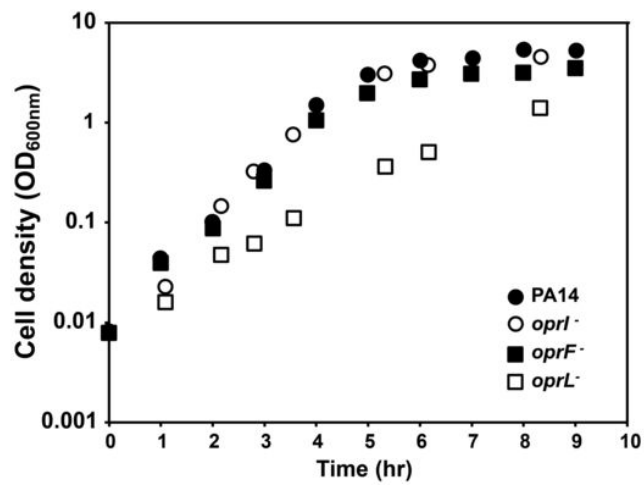 Cell density (OD600nm)
10
1
0.1
0.01
0.001
0 1 2 3 4 5 6 7 8 9 10
Time (hr)
PA14
oprI -
oprF -
oprL-